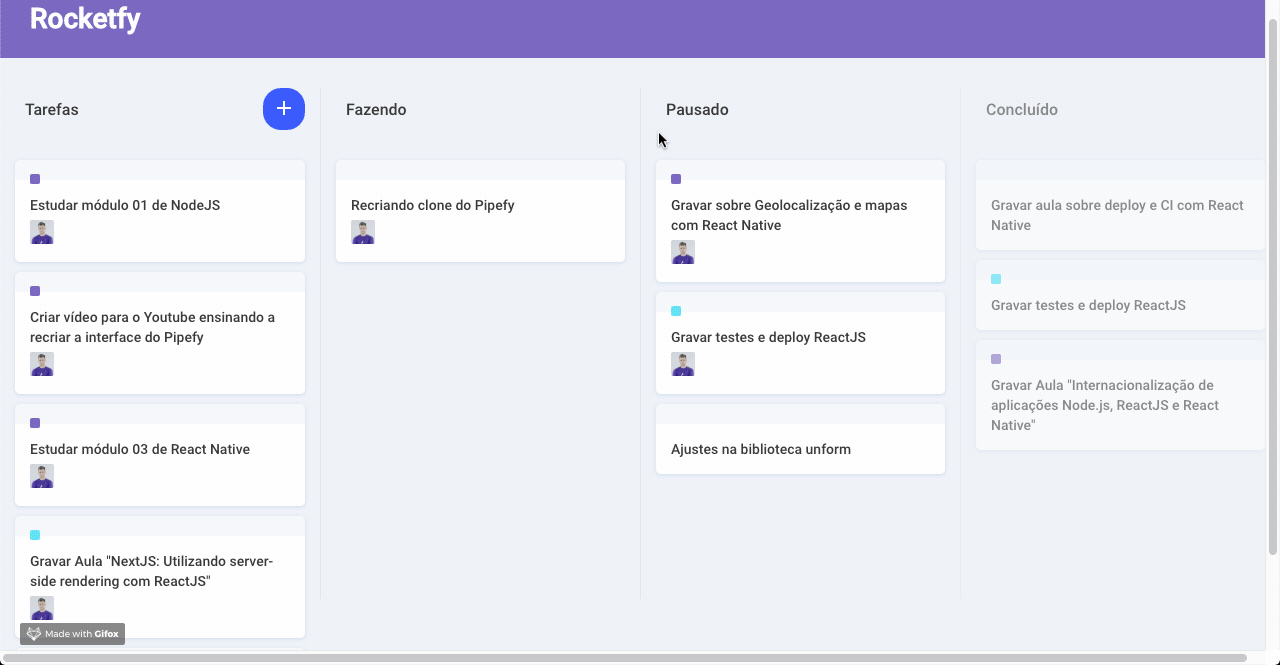 Rocketfy
Tarefas
+
Estudar módulo 01 de NodeJS
Criar vídeo para o Youtube ensinando a
recriar a interface do Pipefy
Estudar módulo 03 de React Native
Gravar Aula "NextJS: Utilizando server-
side rendering com ReactJS"
Fazendo
Recriando clone do Pipefy
Pausado
Gravar sobre Geolocalização e mapas
com React Native
Gravar testes e deploy ReactJS
Ajustes na biblioteca unform
Concluído
Gravar aula sobre deploy e CI com React
Native
Gravar testes e deploy ReactJS
Gravar Aula "Internacionalização de
aplicações Node.js, ReactJS e React
Native"
Made with Gifox